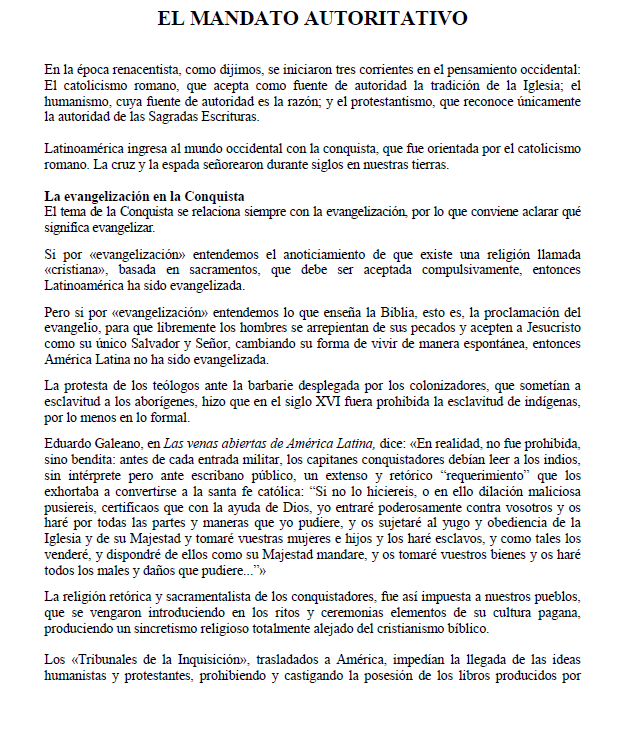 EL MANDATO AUTORITATIVO
En la época renacentista, como dijimos, se iniciaron tres corrientes en el pensamiento occidental:
El catolicismo romano, que acepta como fuente de autoridad la tradición de la Iglesia; el
humanismo, cuya fuente de autoridad es la razón; y el protestantismo, que reconoce únicamente
la autoridad de las Sagradas Escrituras.
Latinoamérica ingresa al mundo occidental con la conquista, que fue orientada por el catolicismo
romano. La cruz y la espada señorearon durante siglos en nuestras tierras.
La evangelización en la Conquista
El tema de la Conquista se relaciona siempre con la evangelización, por lo que conviene aclarar qué
significa evangelizar.
Si por «evangelización» entendemos el anoticiamiento de que existe una religión llamada
«cristiana», basada en sacramentos, que debe ser aceptada compulsivamente, entonces
Latinoamérica ha sido evangelizada.
Pero si por «evangelización» entendemos lo que enseña la Biblia, esto es, la proclamación del
evangelio, para que libremente los hombres se arrepientan de sus pecados y acepten a Jesucristo
como su único Salvador y Señor, cambiando su forma de vivir de manera espontánea, entonces
América Latina no ha sido evangelizada.
La protesta de los teólogos ante la barbarie desplegada por los colonizadores, que sometían a
esclavitud a los aborígenes, hizo que en el siglo XVI fuera prohibida la esclavitud de indígenas,
por lo menos en lo formal.
Eduardo Galeano, en Las venas abiertas de América Latina, dice: «En realidad, no fue prohibida,
sino bendita: antes de cada entrada militar, los capitanes conquistadores debían leer a los indios,
sin intérprete pero ante escribano público, un extenso y retórico “requerimiento” que los
exhortaba a convertirse a la santa fe católica: “Si no lo hiciereis, o en ello dilación maliciosa
pusiereis, certificaos que con la ayuda de Dios, yo entraré poderosamente contra vosotros y os
haré por todas las partes y maneras que yo pudiere, y os sujetaré al yugo y obediencia de la
Iglesia y de su Majestad y tomaré vuestras mujeres e hijos y los haré esclavos, y como tales los
venderé, y dispondré de ellos como su Majestad mandare, y os tomaré vuestros bienes y os haré
todos los males y daños que pudiere...”»
La religión retórica y sacramentalista de los conquistadores, fue así impuesta a nuestros pueblos,
que se vengaron introduciendo en los ritos y ceremonias elementos de su cultura pagana,
produciendo un sincretismo religioso totalmente alejado del cristianismo bíblico.
Los «Tribunales de la Inquisición», trasladados a América, impedían la llegada de las ideas
humanistas y protestantes, prohibiendo y castigando la posesión de los libros producidos por